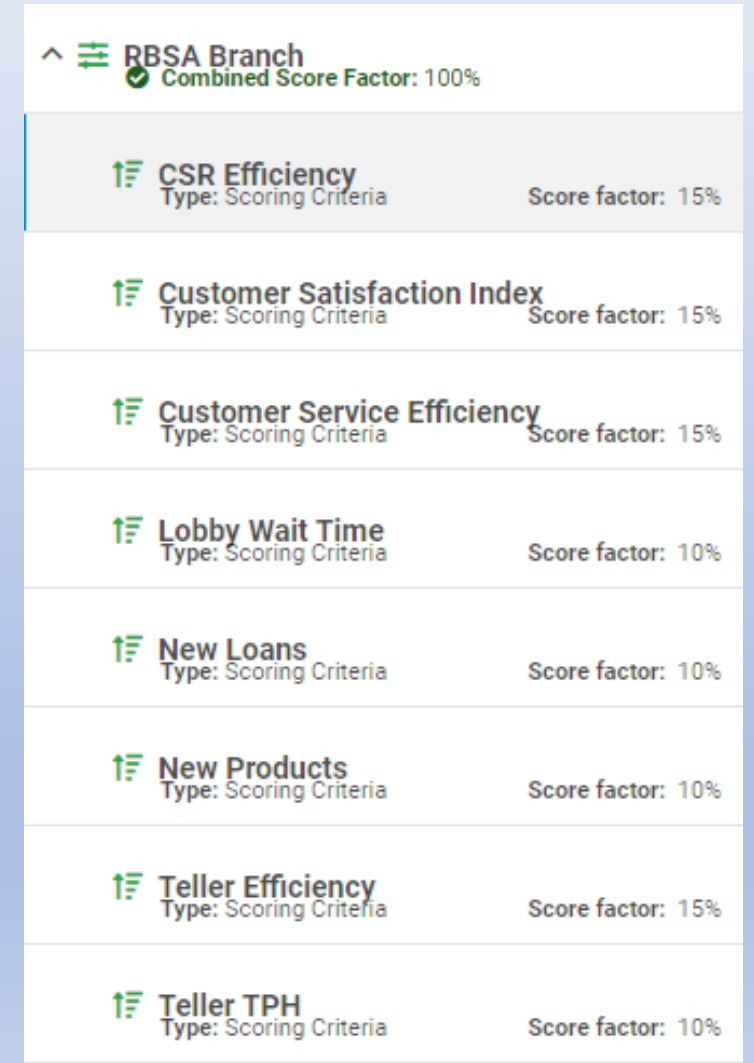 RBSA Branch
Combined Score Factor: 100%
CSR Efficiency
Type: Scoring Criteria Score factor: 15%
Customer Satisfaction Index
Type: Scoring Criteria Score factor: 15%
Customer Service Efficiency
Type: Scoring Criteria Score factor: 15%
Lobby Wait Time
Type: Scoring Criteria Score factor: 10%
New Loans
Type: Scoring Criteria Score factor: 10%
New Products
Type: Scoring Criteria Score factor: 10%
Teller Efficiency
Type: Scoring Criteria Score factor: 15%
Teller TPH
Type: Scoring Criteria Score factor: 10%